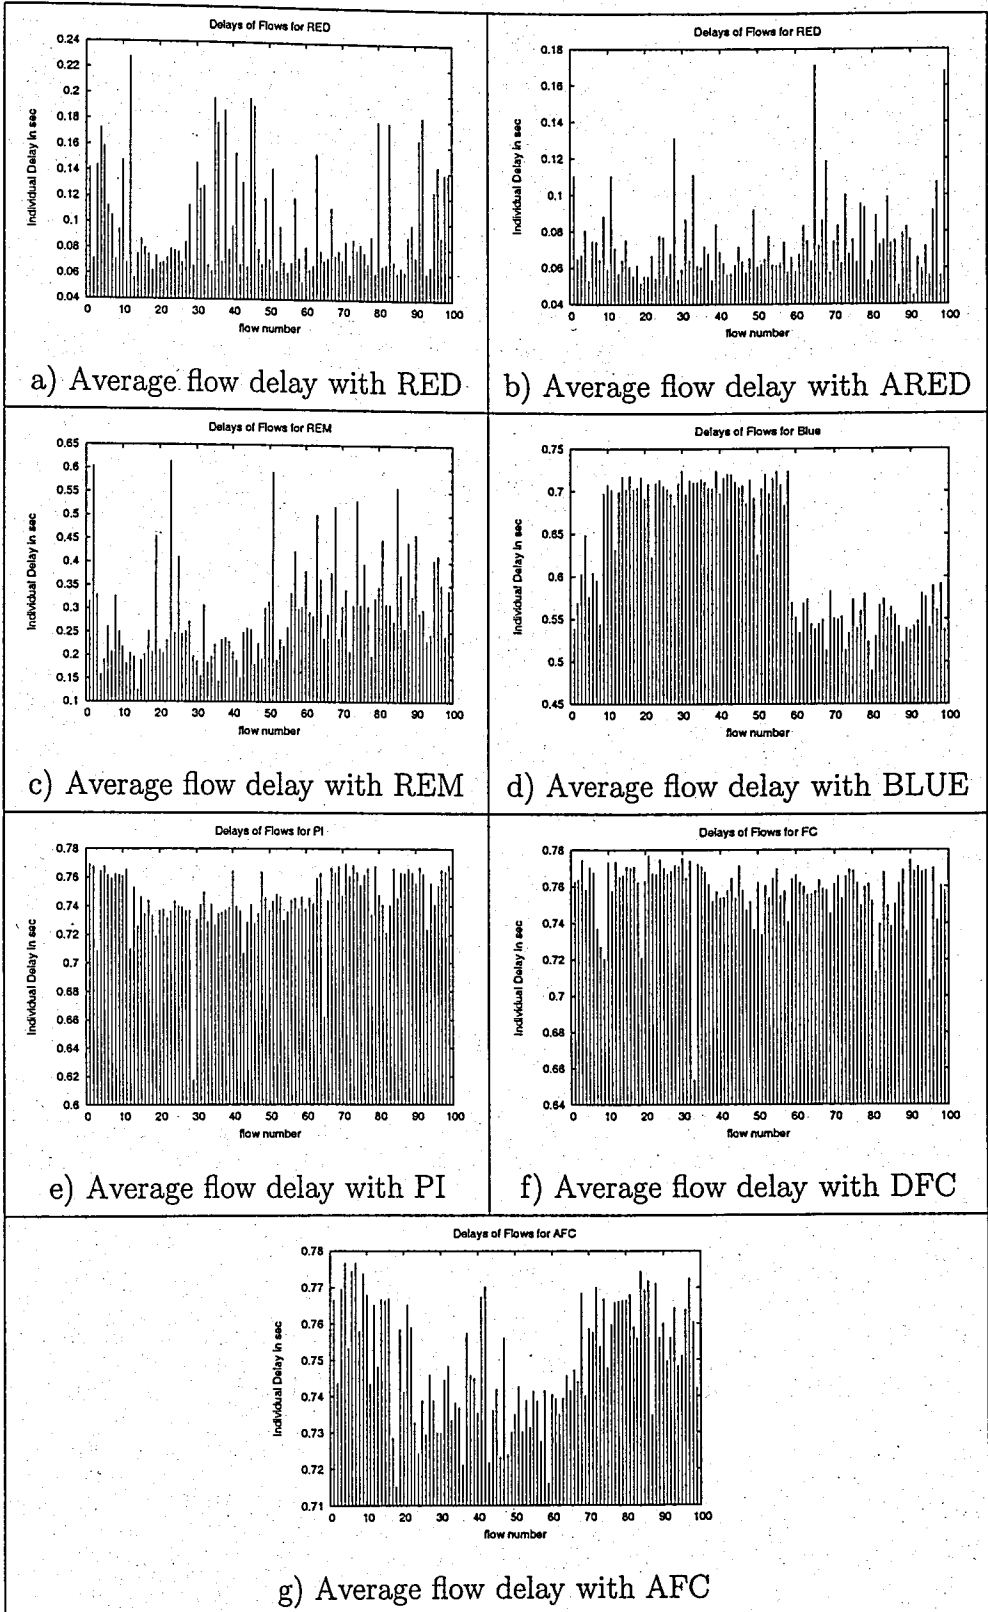 Delays of Flows for RED
0.24
0.22
0.2
0.18
0.16
0.14
0.12
0.1
0.08
0.06
0.04
Individual Delay in sec
0 10 20 30 40 50 60 70 80 90 100
flow number
a) Average flow delay with RED
Delays of Flows for RED
0.18
0.16
0.14
0.12
0.1
0.08
0.06
0.04
Individual Delay in sec
0 10 20 30 40 50 60 70 80 90 100
flow number
b) Average flow delay with ARED
Delays of Flows for REM
0.65
0.6
0.55
0.5
0.45
0.4
0.35
0.3
0.25
0.2
0.15
0.1
Individual Delay in sec
0 10 20 30 40 50 60 70 80 90 100
flow number
c) Average flow delay with REM
Delays of Flows for Blue
0.75
0.7
0.65
0.6
0.55
0.5
0.45
Individual Delay in sec
0 10 20 30 40 50 60 70 80 90 100
flow number
d) Average flow delay with BLUE
Delays of Flows for PI
0.78
0.76
0.74
0.72
0.7
0.68
0.66
0.64
0.62
0.6
Individual Delay in sec
0 10 20 30 40 50 60 70 80 90 100
flow number
e) Average flow delay with PI
Delays of Flows for FC
0.78
0.76
0.74
0.72
0.7
0.68
0.66
0.64
Individual Delay in sec
0 10 20 30 40 50 60 70 80 90 100
flow number
f) Average flow delay with DFC
Delays of Flows for AFC
0.78
0.77
0.76
0.75
0.74
0.73
0.72
0.71
Individual Delay in sec
0 10 20 30 40 50 60 70 80 90 100
flow number
g) Average flow delay with AFC